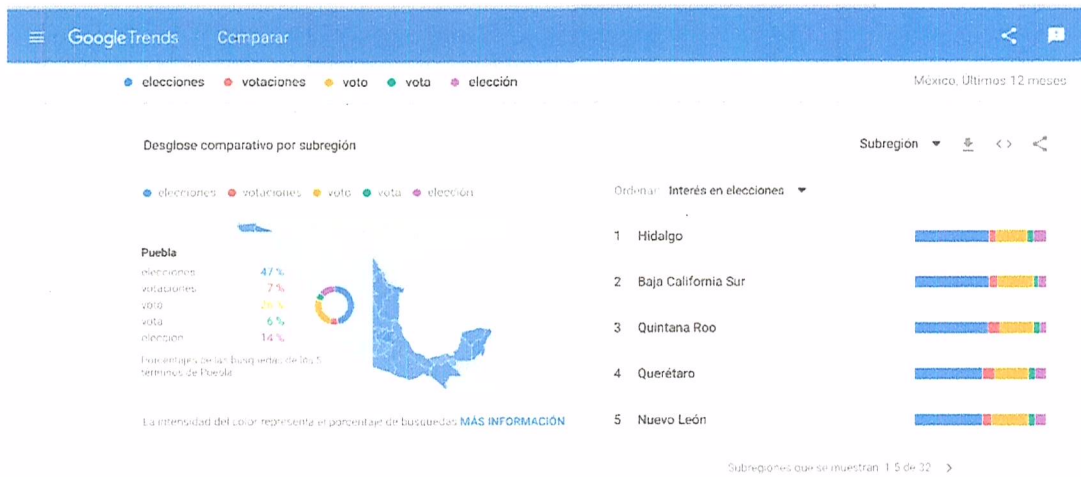 GoogleTrends Comparar
elecciones votaciones voto vota elección
México, Últimos 12 meses
Desglose comparativo por subregión
Subregión
elecciones votaciones voto vota elección
Ordenar: Interés en elecciones
Puebla
elecciones 47 %
votaciones 7 %
voto 26 %
vota 6 %
elección 14 %
Porcentajes de las búsquedas de los 5
términos de Puebla
La intensidad del color representa el porcentaje de búsquedas MÁS INFORMACIÓN
1 Hidalgo
2 Baja California Sur
3 Quintana Roo
4 Querétaro
5 Nuevo León
Subregiones que se muestran: 1-5 de 32